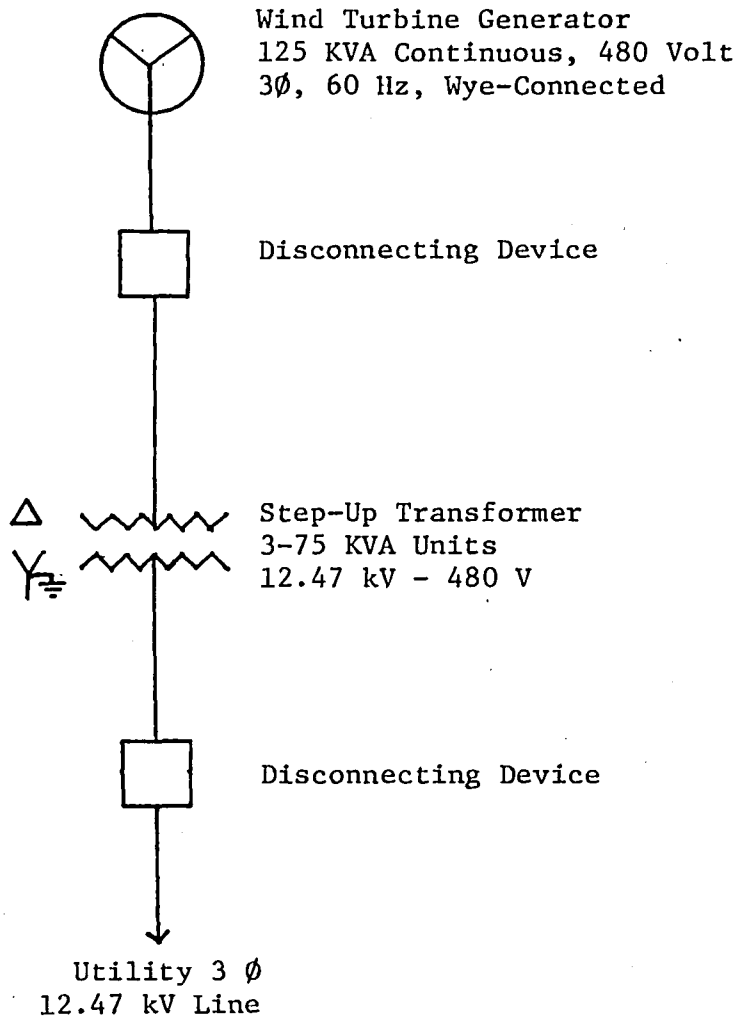 Wind Turbine Generator
125 KVA Continuous, 480 Volt
3Ø, 60 Hz, Wye-Connected
Disconnecting Device
Step-Up Transformer
3-75 KVA Units
12.47 kV - 480 V
Disconnecting Device
Utility 3 Ø
12.47 kV Line